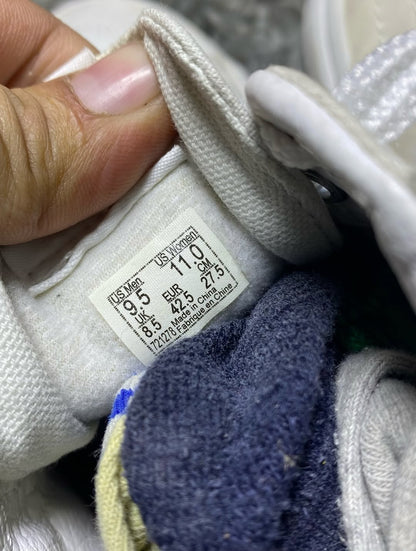 US Men US Women
9.5 11.0
UK EUR CM
8.5 42.5 27.5
721278 Made in China
Fabriqué en Chine